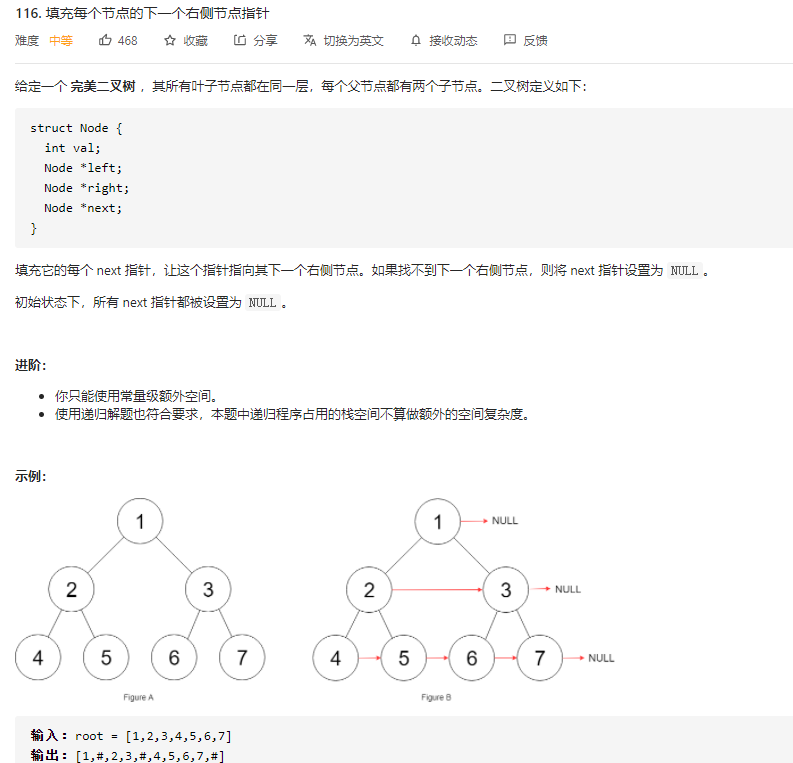 116. 填充每个节点的下一个右侧节点指针
难度 中等 468 收藏 分享 切换为英文 接收动态 反馈
给定一个 完美二叉树 ，其所有叶子节点都在同一层，每个父节点都有两个子节点。二叉树定义如下：
struct Node {
  int val;
  Node *left;
  Node *right;
  Node *next;
}
填充它的每个 next 指针，让这个指针指向其下一个右侧节点。如果找不到下一个右侧节点，则将 next 指针设置为 NULL 。
初始状态下，所有 next 指针都被设置为 NULL 。
进阶：
• 你只能使用常量级额外空间。
• 使用递归解题也符合要求，本题中递归程序占用的栈空间不算做额外的空间复杂度。
示例：
1
2 3
4 5 6 7
Figure A
1 NULL
2 3 NULL
4 5 6 7 NULL
Figure B
输入：root = [1,2,3,4,5,6,7]
输出：[1,#,2,3,#,4,5,6,7,#]